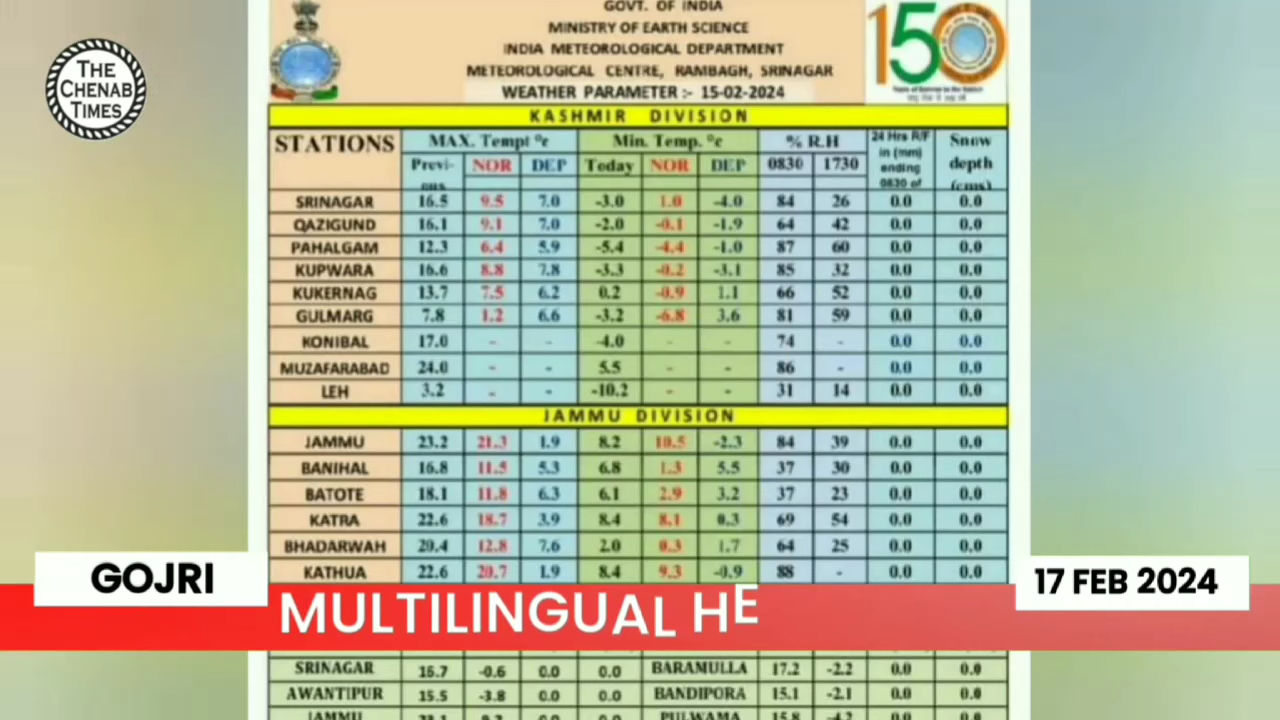 THE
CHENAB
TIMES
GOVT. OF INDIA
MINISTRY OF EARTH SCIENCE
INDIA METEOROLOGICAL DEPARTMENT
METEOROLOGICAL CENTRE, RAMBAGH, SRINAGAR
WEATHER PARAMETER :- 15-02-2024
150
KASHMIR DIVISION
STATIONS MAX. Tempt °c Min. Temp. °c % R.H 24 Hrs R/F in (mm) ending 0830 of Snow depth (cms)
Previ- NOR DEP Today NOR DEP 0830 1730
SRINAGAR 16.5 9.5 7.0 -3.0 1.0 -4.0 84 26 0.0 0.0
QAZIGUND 16.1 9.1 7.0 -2.0 -0.1 -1.9 64 42 0.0 0.0
PAHALGAM 12.3 6.4 5.9 -5.4 -4.4 -1.0 87 60 0.0 0.0
KUPWARA 16.6 8.8 7.8 -3.3 -0.2 -3.1 85 32 0.0 0.0
KUKERNAG 13.7 7.5 6.2 0.2 -0.9 1.1 66 52 0.0 0.0
GULMARG 7.8 1.2 6.6 -3.2 -6.8 3.6 81 59 0.0 0.0
KONIBAL 17.0 - - -4.0 - - 74 - 0.0 0.0
MUZAFARABAD 24.0 - - 5.5 - - 86 - 0.0 0.0
LEH 3.2 - - -10.2 - - 31 14 0.0 0.0
JAMMU DIVISION
JAMMU 23.2 21.3 1.9 8.2 10.5 -2.3 84 39 0.0 0.0
BANIHAL 16.8 11.5 5.3 6.8 1.3 5.5 37 30 0.0 0.0
BATOTE 18.1 11.8 6.3 6.1 2.9 3.2 37 23 0.0 0.0
KATRA 22.6 18.7 3.9 8.4 8.1 0.3 69 54 0.0 0.0
BHADARWAH 20.4 12.8 7.6 2.0 0.3 1.7 64 25 0.0 0.0
KATHUA 22.6 20.7 1.9 8.4 9.3 -0.9 88 - 0.0 0.0
GOJRI
17 FEB 2024
MULTILINGUAL HE
SRINAGAR 16.7 -0.6 0.0 0.0 BARAMULLA 17.2 -2.2 0.0 0.0
AWANTIPUR 15.5 -3.8 0.0 0.0 BANDIPORA 15.1 -2.1 0.0 0.0
JAMMU PULWAMA 15.8 -4.2 0.0 0.0